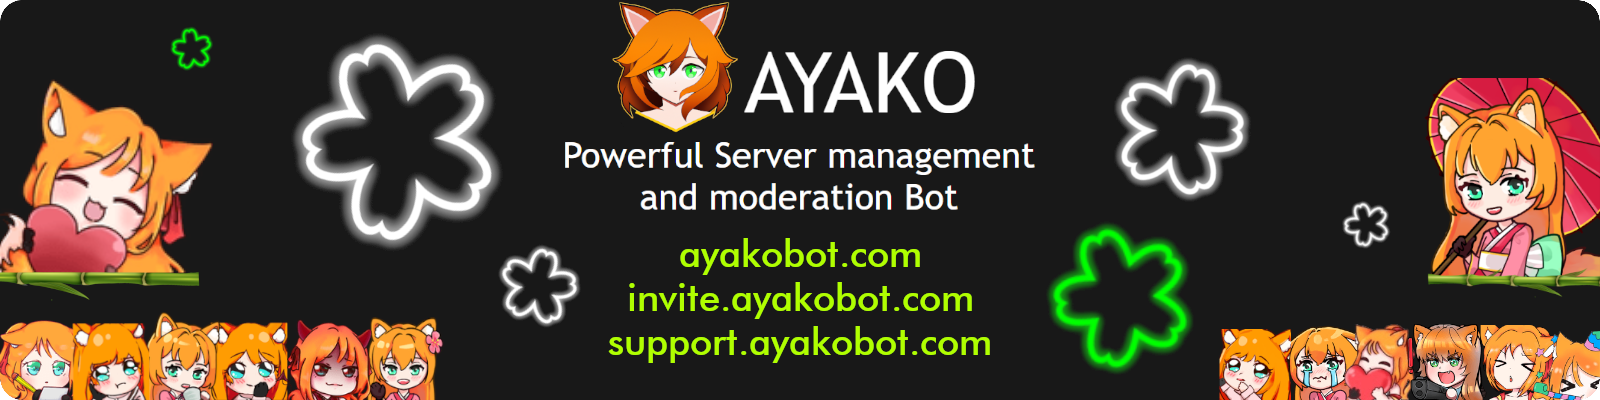 AYAKO
Powerful Server management
and moderation Bot
ayakobot.com
invite.ayakobot.com
support.ayakobot.com